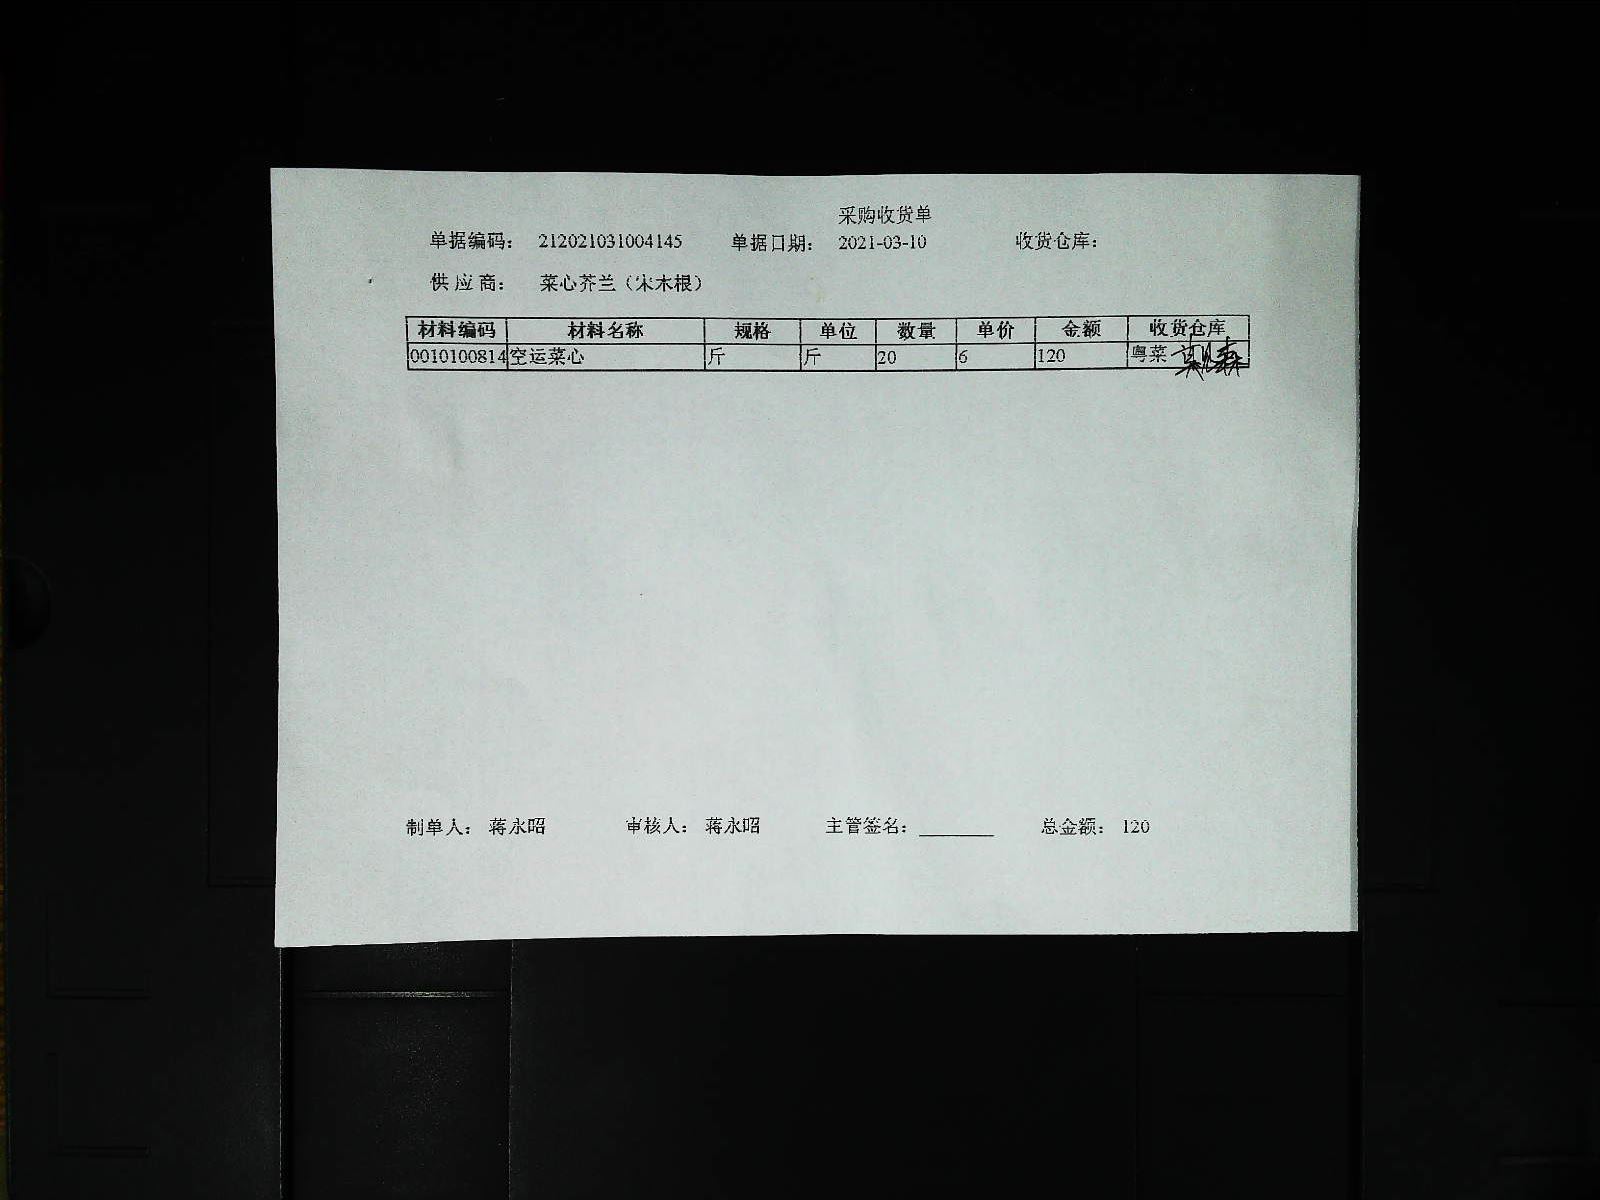 采购收货单
单据编码： 212021031004145 单据日期： 2021-03-10 收货仓库：
供应商： 菜心芥兰（宋木根）
材料编码 材料名称 规格 单位 数量 单价 金额 收货仓库
0010100814 空运菜心 斤 斤 20 6 120 粤菜
制单人： 蒋永昭 审核人： 蒋永昭 主管签名： 总金额： 120